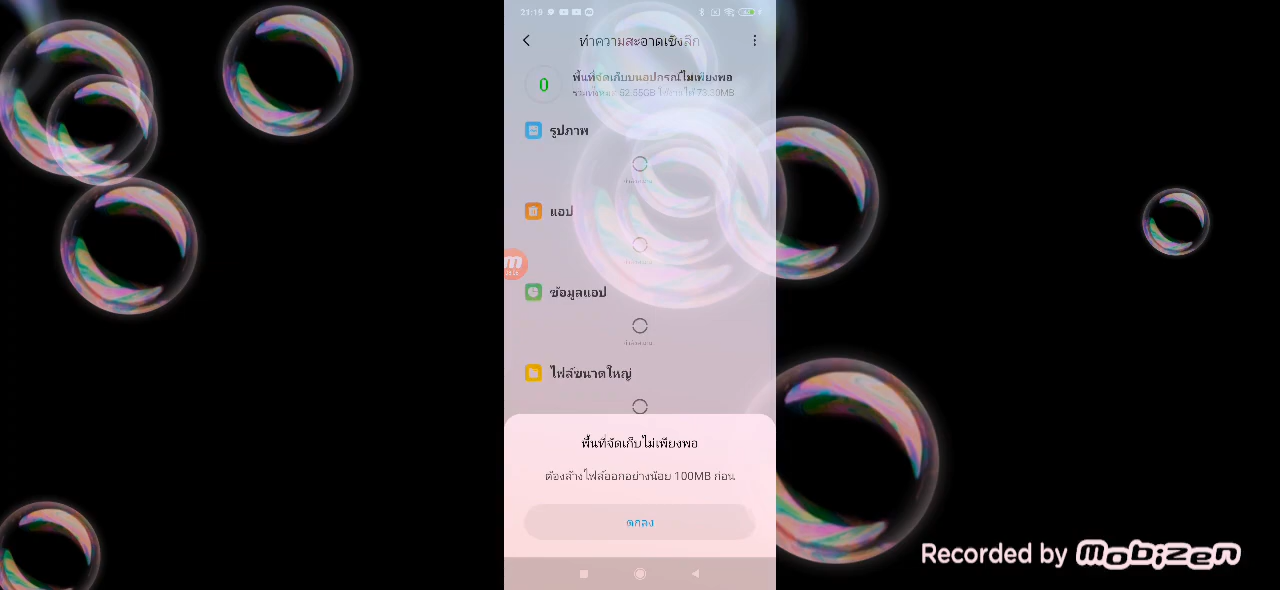 21:19
ทำความสะอาดเชิงลึก
0
พื้นที่จัดเก็บบนอุปกรณ์ไม่เพียงพอ
รูปภาพ
แอป
ข้อมูลแอป
ไฟล์ขนาดใหญ่
พื้นที่จัดเก็บไม่เพียงพอ
ต้องล้างไฟล์ออกอย่างน้อย 100MB ก่อน
ตกลง
Recorded by mobizen